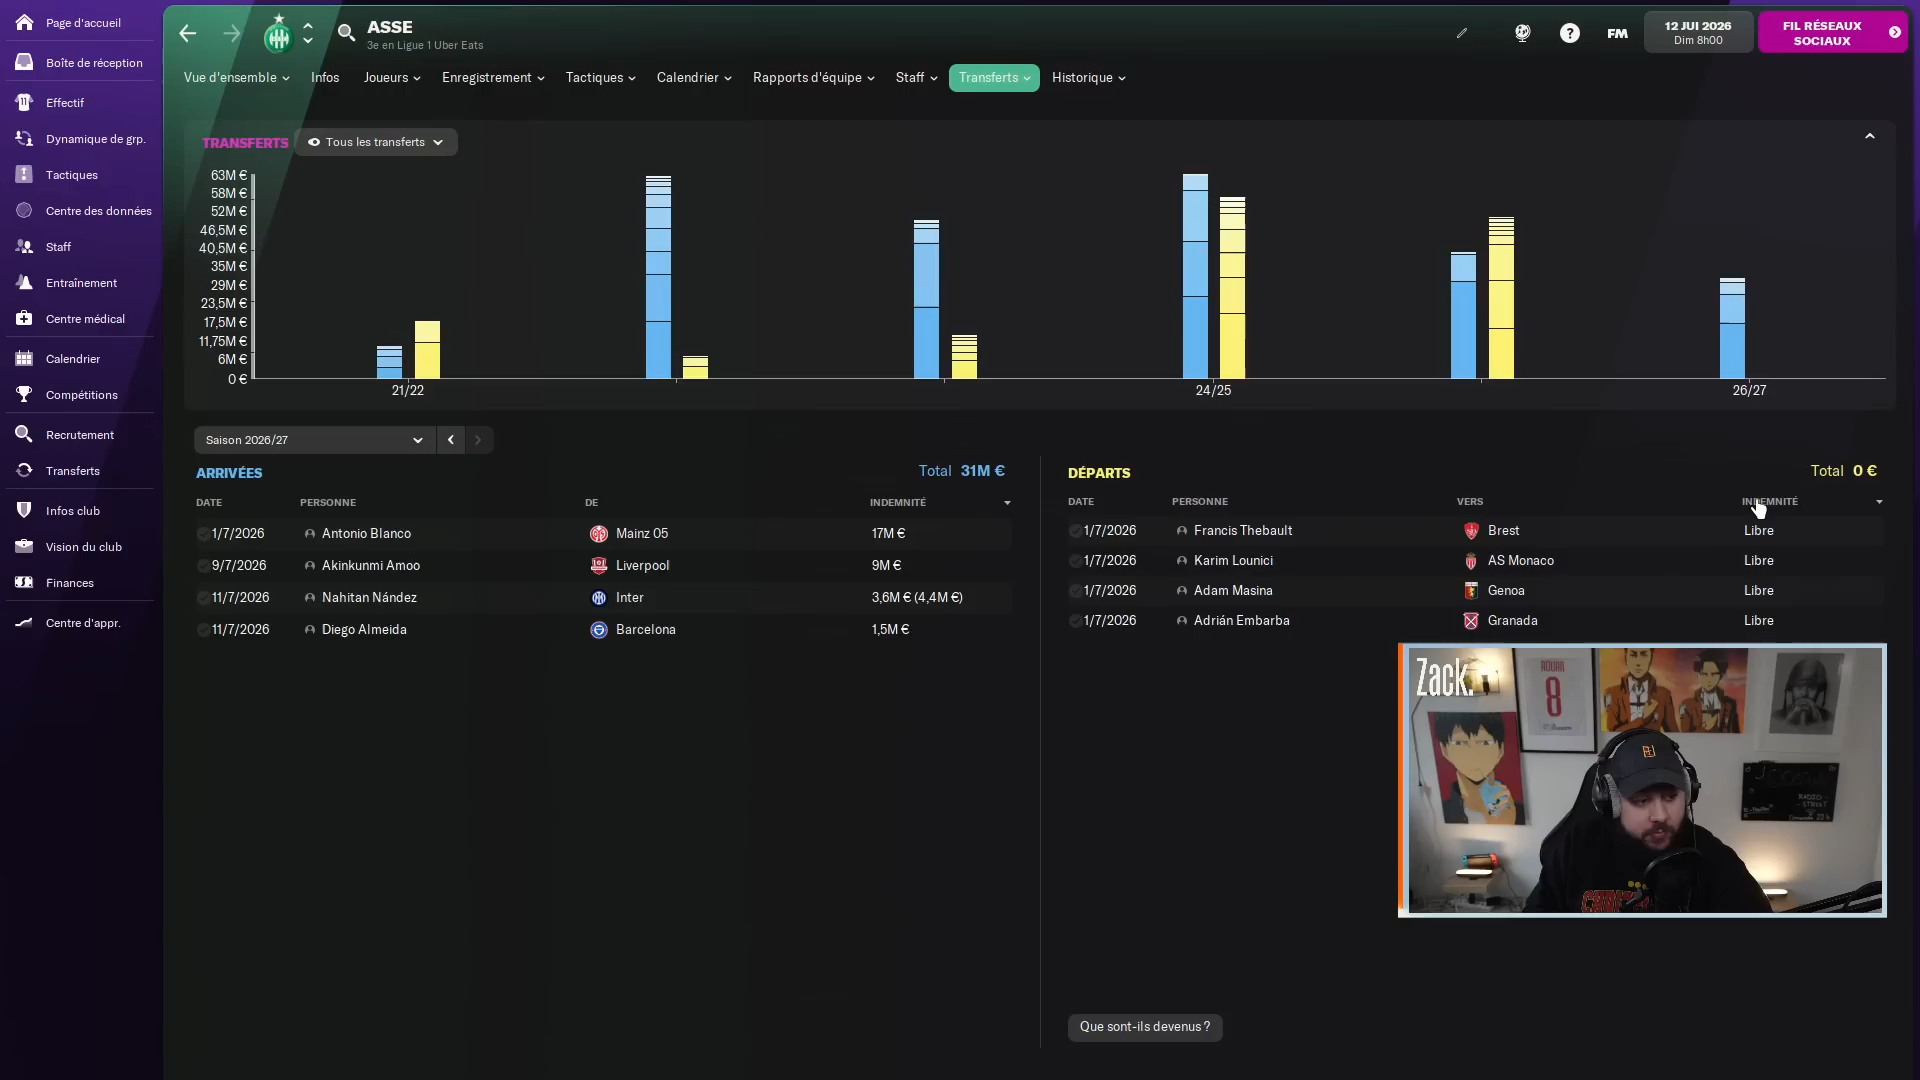 Page d'accueil
Boîte de réception
Effectif
Dynamique de grp.
Tactiques
Centre des données
Staff
Entraînement
Centre médical
Calendrier
Compétitions
Recrutement
Transferts
Infos club
Vision du club
Finances
Centre d'appr.
ASSE
3e en Ligue 1 Uber Eats
FM
12 JUI 2026
Dim 8h00
FIL RÉSEAUX
SOCIAUX
Vue d'ensemble Infos Joueurs Enregistrement Tactiques Calendrier Rapports d'équipe Staff Transferts Historique
TRANSFERTS Tous les transferts
63M €
58M €
52M €
46,5M €
40,5M €
35M €
29M €
23,5M €
17,5M €
11,75M €
6M €
0 €
21/22 24/25 26/27
Saison 2026/27
ARRIVÉES Total 31M €
DATE PERSONNE DE INDEMNITÉ
1/7/2026 Antonio Blanco Mainz 05 17M €
9/7/2026 Akinkunmi Amoo Liverpool 9M €
11/7/2026 Nahitan Nández Inter 3,6M € (4,4M €)
11/7/2026 Diego Almeida Barcelona 1,5M €
DÉPARTS Total 0 €
DATE PERSONNE VERS INDEMNITÉ
1/7/2026 Francis Thebault Brest Libre
1/7/2026 Karim Lounici AS Monaco Libre
1/7/2026 Adam Masina Genoa Libre
1/7/2026 Adrián Embarba Granada Libre
Zack.
8
RADIO
STREET
Que sont-ils devenus ?